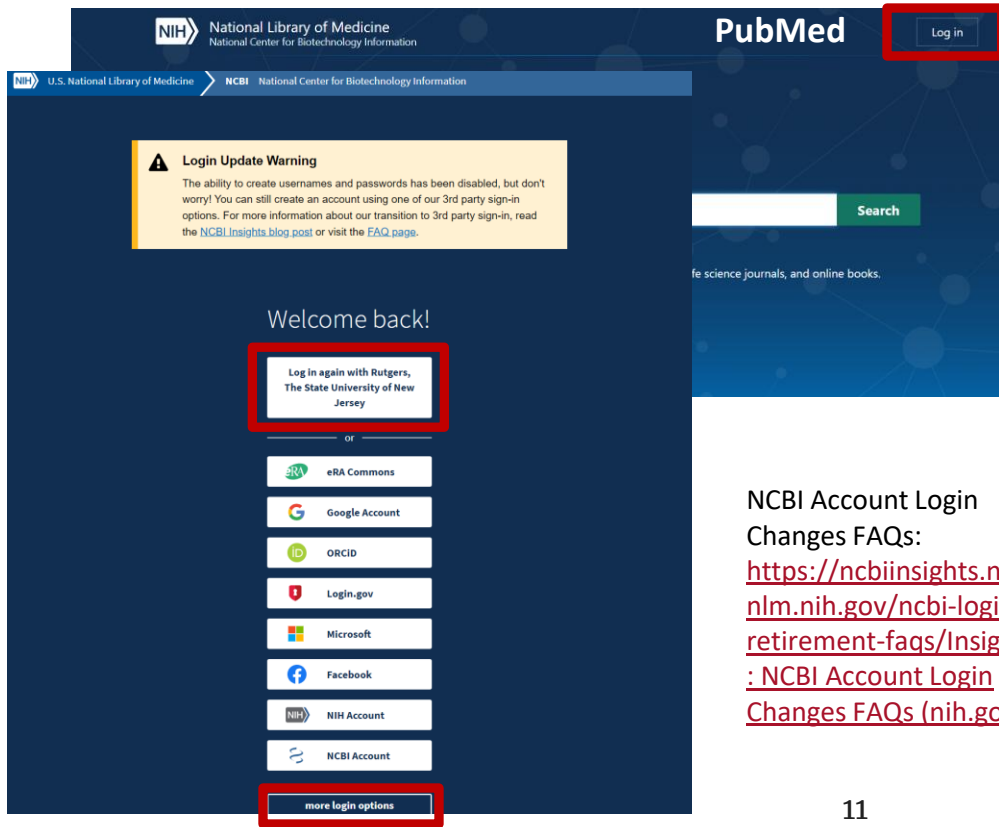 NIH National Library of Medicine
National Center for Biotechnology Information
PubMed
Log in
NIH U.S. National Library of Medicine NCBI National Center for Biotechnology Information
Login Update Warning
The ability to create usernames and passwords has been disabled, but don't
worry! You can still create an account using one of our 3rd party sign-in
options. For more information about our transition to 3rd party sign-in, read
the NCBI Insights blog post or visit the FAQ page.
Search
fe science journals, and online books.
Welcome back!
Log in again with Rutgers,
The State University of New
Jersey
or
eRA eRA Commons
G Google Account
iD ORCiD
Login.gov
Microsoft
f Facebook
NIH NIH Account
NCBI Account
more login options
NCBI Account Login
Changes FAQs:
https://ncbiinsights.n
nlm.nih.gov/ncbi-logi
retirement-faqs/Insig
: NCBI Account Login
Changes FAQs (nih.go
11